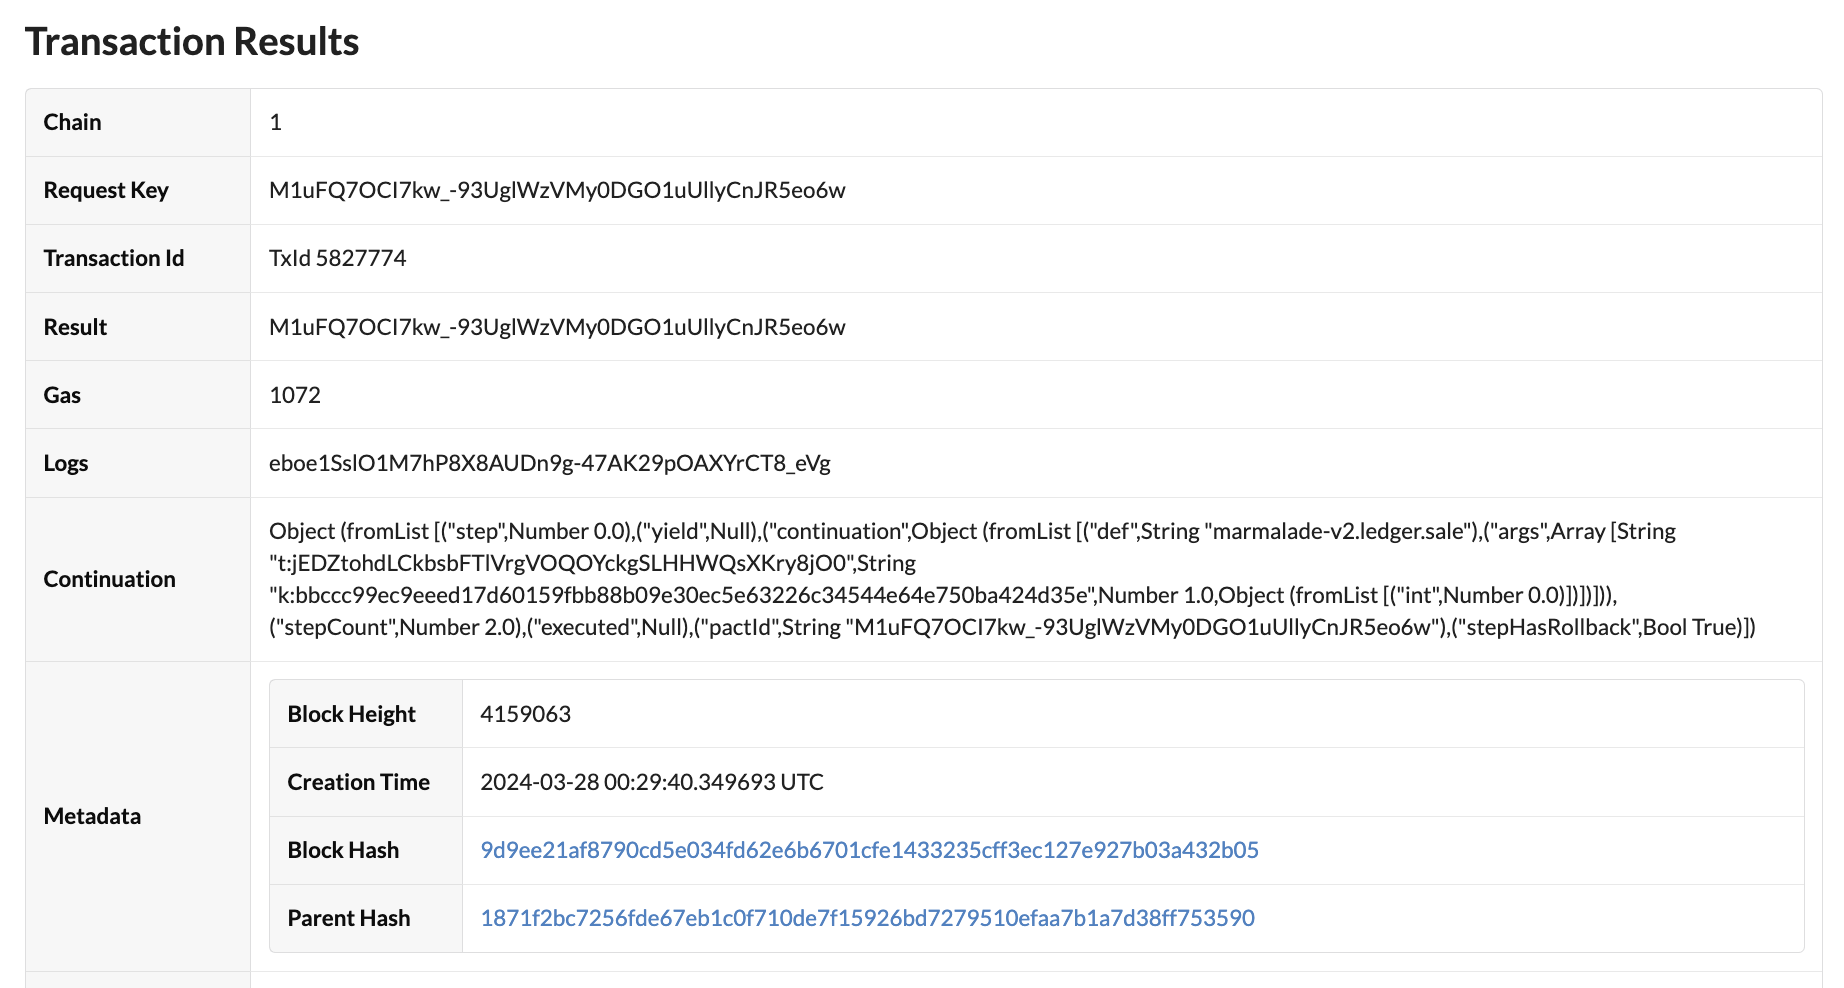 Transaction Results
Chain
1
Request Key
M1uFQ7OCI7kw_-93UglWzVMy0DGO1uUllyCnJR5eo6w
Transaction Id
TxId 5827774
Result
M1uFQ7OCI7kw_-93UglWzVMy0DGO1uUllyCnJR5eo6w
Gas
1072
Logs
eboe1SslO1M7hP8X8AUDn9g-47AK29pOAXYrCT8_eVg
Continuation
Object (fromList [("step",Number 0.0),("yield",Null),("continuation",Object (fromList [("def",String "marmalade-v2.ledger.sale"),("args",Array [String
"t:jEDZtohdLCkbsbFTlVrgVOQOYckgSLHHWQsXKry8jO0",String
"k:bbccc99ec9eeed17d60159fbb88b09e30ec5e63226c34544e64e750ba424d35e",Number 1.0,Object (fromList [("int",Number 0.0)])])])),
("stepCount",Number 2.0),("executed",Null),("pactId",String "M1uFQ7OCI7kw_-93UglWzVMy0DGO1uUllyCnJR5eo6w"),("stepHasRollback",Bool True)])
Metadata
Block Height
4159063
Creation Time
2024-03-28 00:29:40.349693 UTC
Block Hash
9d9ee21af8790cd5e034fd62e6b6701cfe1433235cff3ec127e927b03a432b05
Parent Hash
1871f2bc7256fde67eb1c0f710de7f15926bd7279510efaa7b1a7d38ff753590